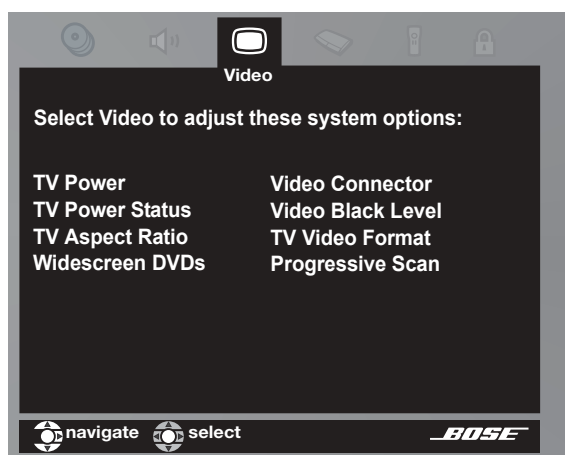 Video
Select Video to adjust these system options:
TV Power
TV Power Status
TV Aspect Ratio
Widescreen DVDs
Video Connector
Video Black Level
TV Video Format
Progressive Scan
navigate select BOSE